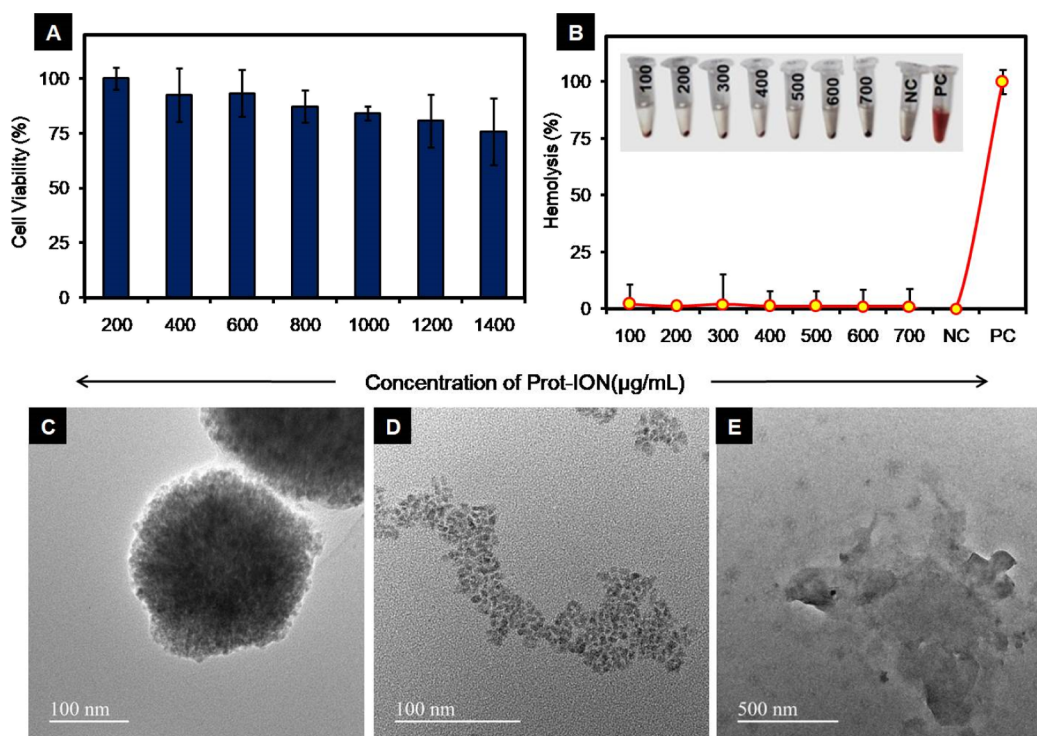 A
Cell Viability (%)
100
75
50
25
0
200 400 600 800 1000 1200 1400
B
Hemolysis (%)
100
75
50
25
0
100 200 300 400 500 600 700 NC PC
100 200 300 400 500 600 700 NC PC
Concentration of Prot-ION(µg/mL)
C
100 nm
D
100 nm
E
500 nm